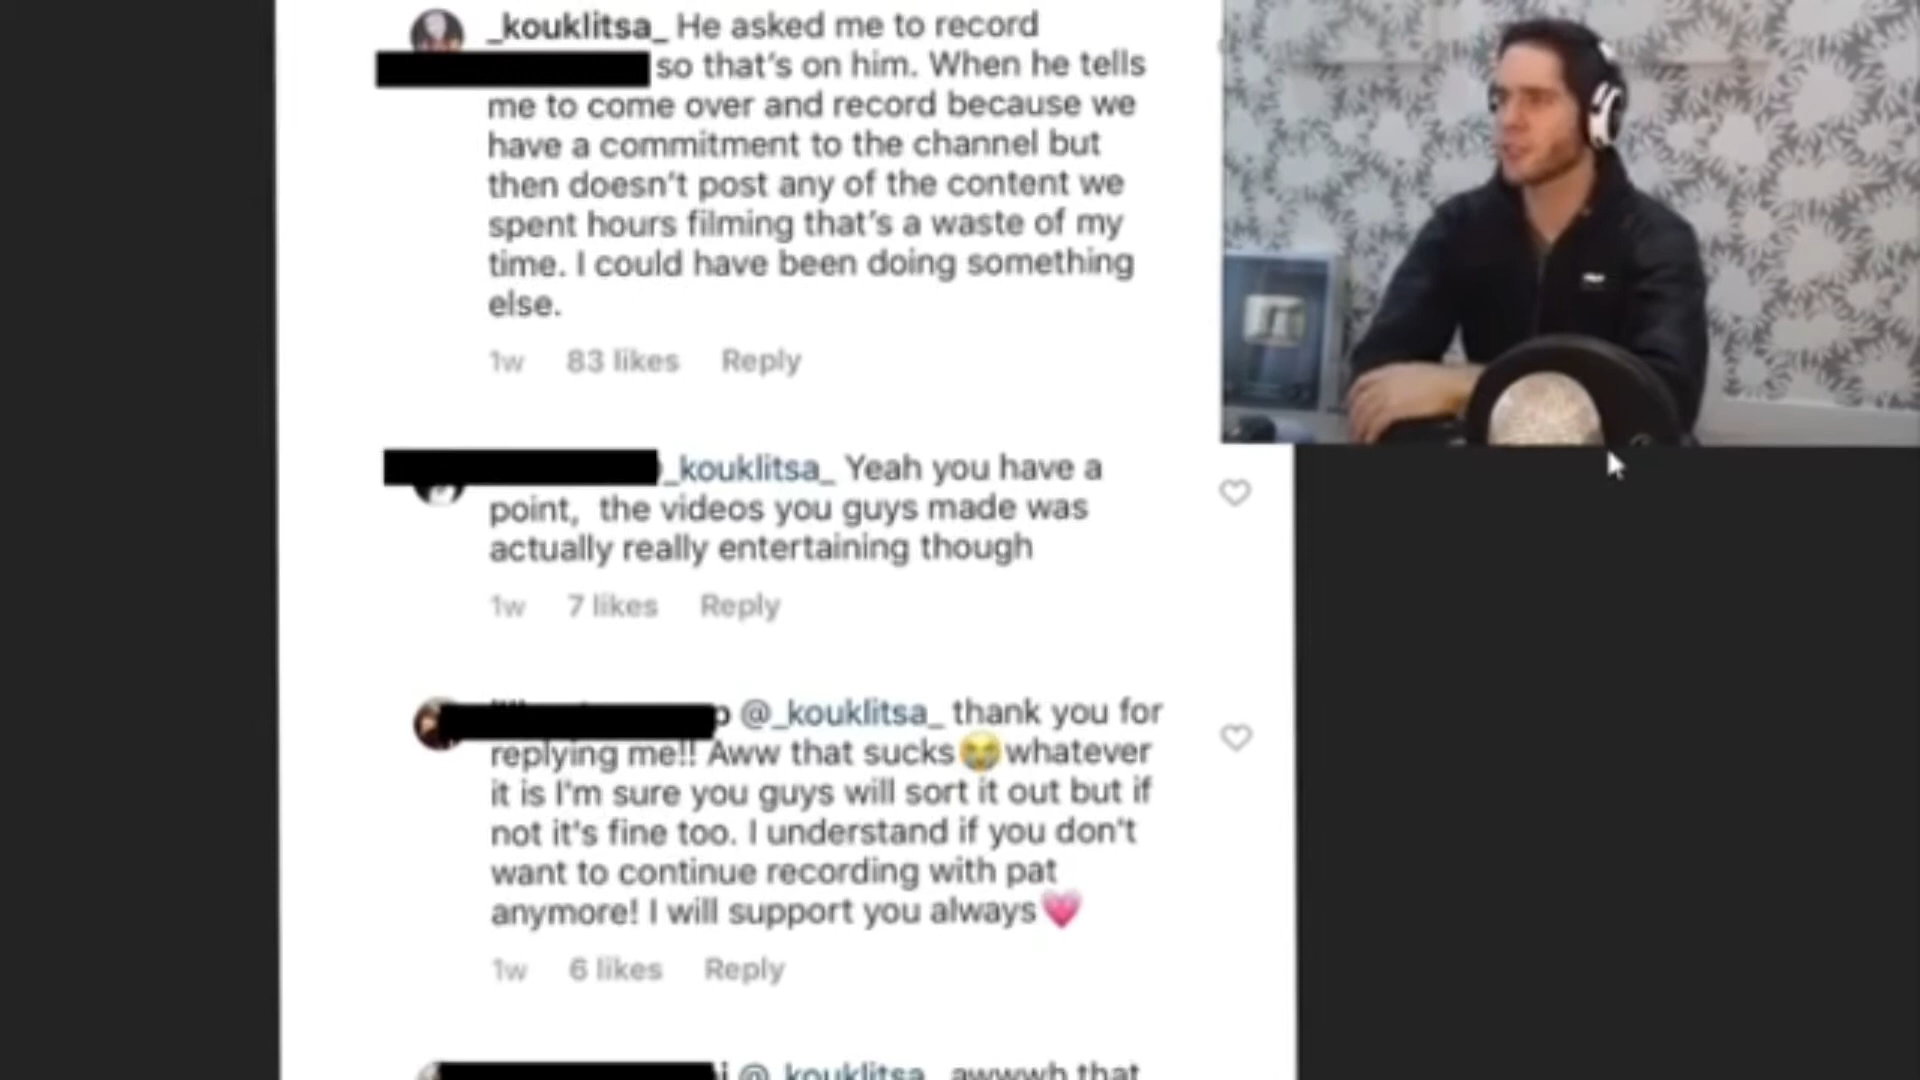 _kouklitsa_ He asked me to record
so that's on him. When he tells
me to come over and record because we
have a commitment to the channel but
then doesn't post any of the content we
spent hours filming that's a waste of my
time. I could have been doing something
else.
1w 83 likes Reply
_kouklitsa_ Yeah you have a
point, the videos you guys made was
actually really entertaining though
1w 7 likes Reply
p @_kouklitsa_ thank you for
replying me!! Aww that sucks😭whatever
it is I'm sure you guys will sort it out but if
not it's fine too. I understand if you don't
want to continue recording with pat
anymore! I will support you always💗
1w 6 likes Reply
i @_kouklitsa_ awwwh that